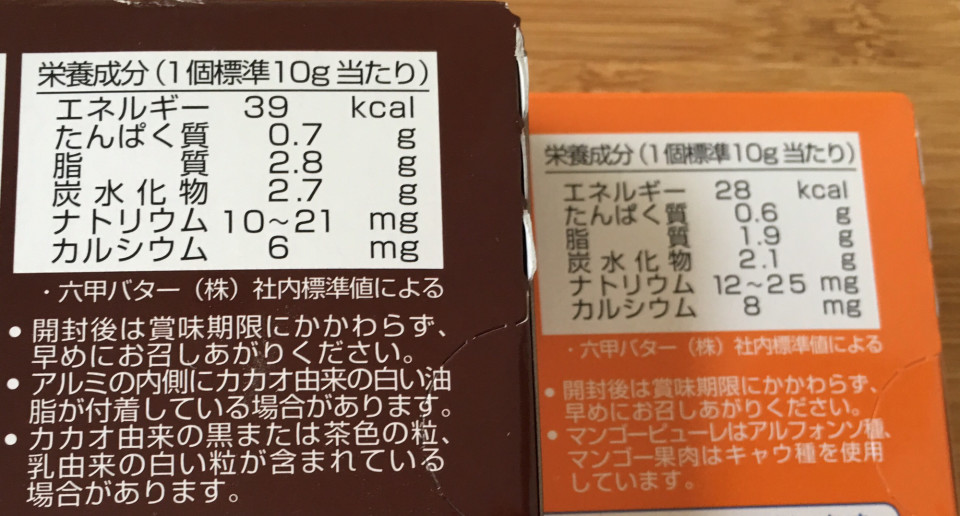 栄養成分(1個標準10g当たり)
エネルギー 39 kcal
たんぱく質 0.7 g
脂質 2.8 g
炭水化物 2.7 g
ナトリウム 10~21 mg
カルシウム 6 mg
・六甲バター(株)社内標準値による
●開封後は賞味期限にかかわらず、
早めにお召しあがりください。
●アルミの内側にカカオ由来の白い油
脂が付着している場合があります。
●カカオ由来の黒または茶色の粒、
乳由来の白い粒が含まれている
場合があります。
栄養成分(1個標準10g当たり)
エネルギー 28 kcal
たんぱく質 0.6 g
脂質 1.9 g
炭水化物 2.1 g
ナトリウム 12~25 mg
カルシウム 8 mg
・六甲バター(株)社内標準値による
●開封後は賞味期限にかかわらず、
早めにお召しあがりください。
●マンゴーピューレはアルフォンソ種、
マンゴー果肉はキャウ種を使用
しています。